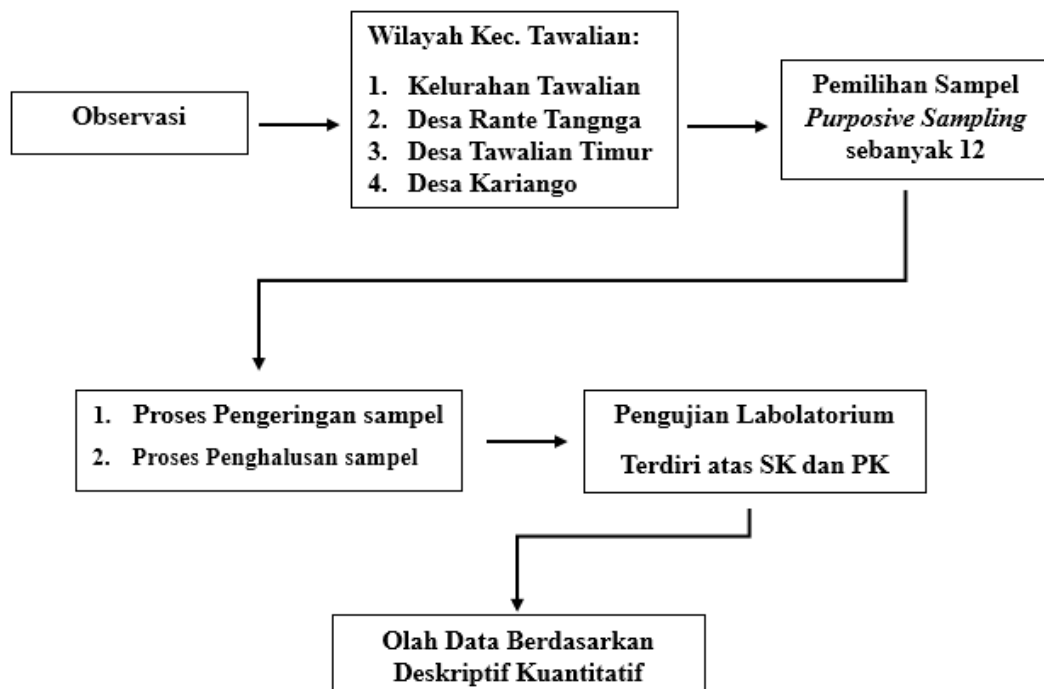 Observasi
Wilayah Kec. Tawalian:
1. Kelurahan Tawalian
2. Desa Rante Tangnga
3. Desa Tawalian Timur
4. Desa Kariango
Pemilihan Sampel
Purposive Sampling
sebanyak 12
1. Proses Pengeringan sampel
2. Proses Penghalusan sampel
Pengujian Labolatorium
Terdiri atas SK dan PK
Olah Data Berdasarkan
Deskriptif Kuantitatif